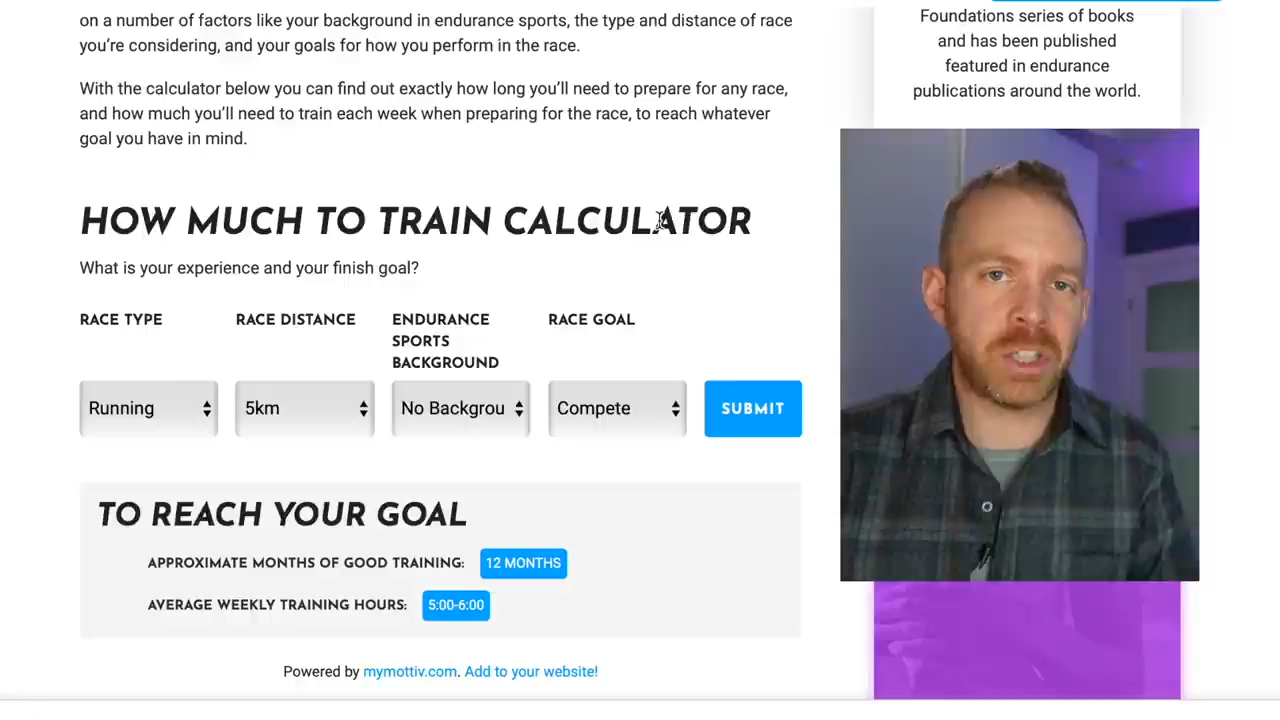 on a number of factors like your background in endurance sports, the type and distance of race
you’re considering, and your goals for how you perform in the race.
With the calculator below you can find out exactly how long you’ll need to prepare for any race,
and how much you’ll need to train each week when preparing for the race, to reach whatever
goal you have in mind.
HOW MUCH TO TRAIN CALCULATOR
What is your experience and your finish goal?
RACE TYPE
RACE DISTANCE
ENDURANCE
SPORTS
BACKGROUND
RACE GOAL
Running
5km
No Backgrou
Compete
SUBMIT
TO REACH YOUR GOAL
APPROXIMATE MONTHS OF GOOD TRAINING: 12 MONTHS
AVERAGE WEEKLY TRAINING HOURS: 5:00-6:00
Powered by mymottiv.com. Add to your website!
Foundations series of books
and has been published
featured in endurance
publications around the world.